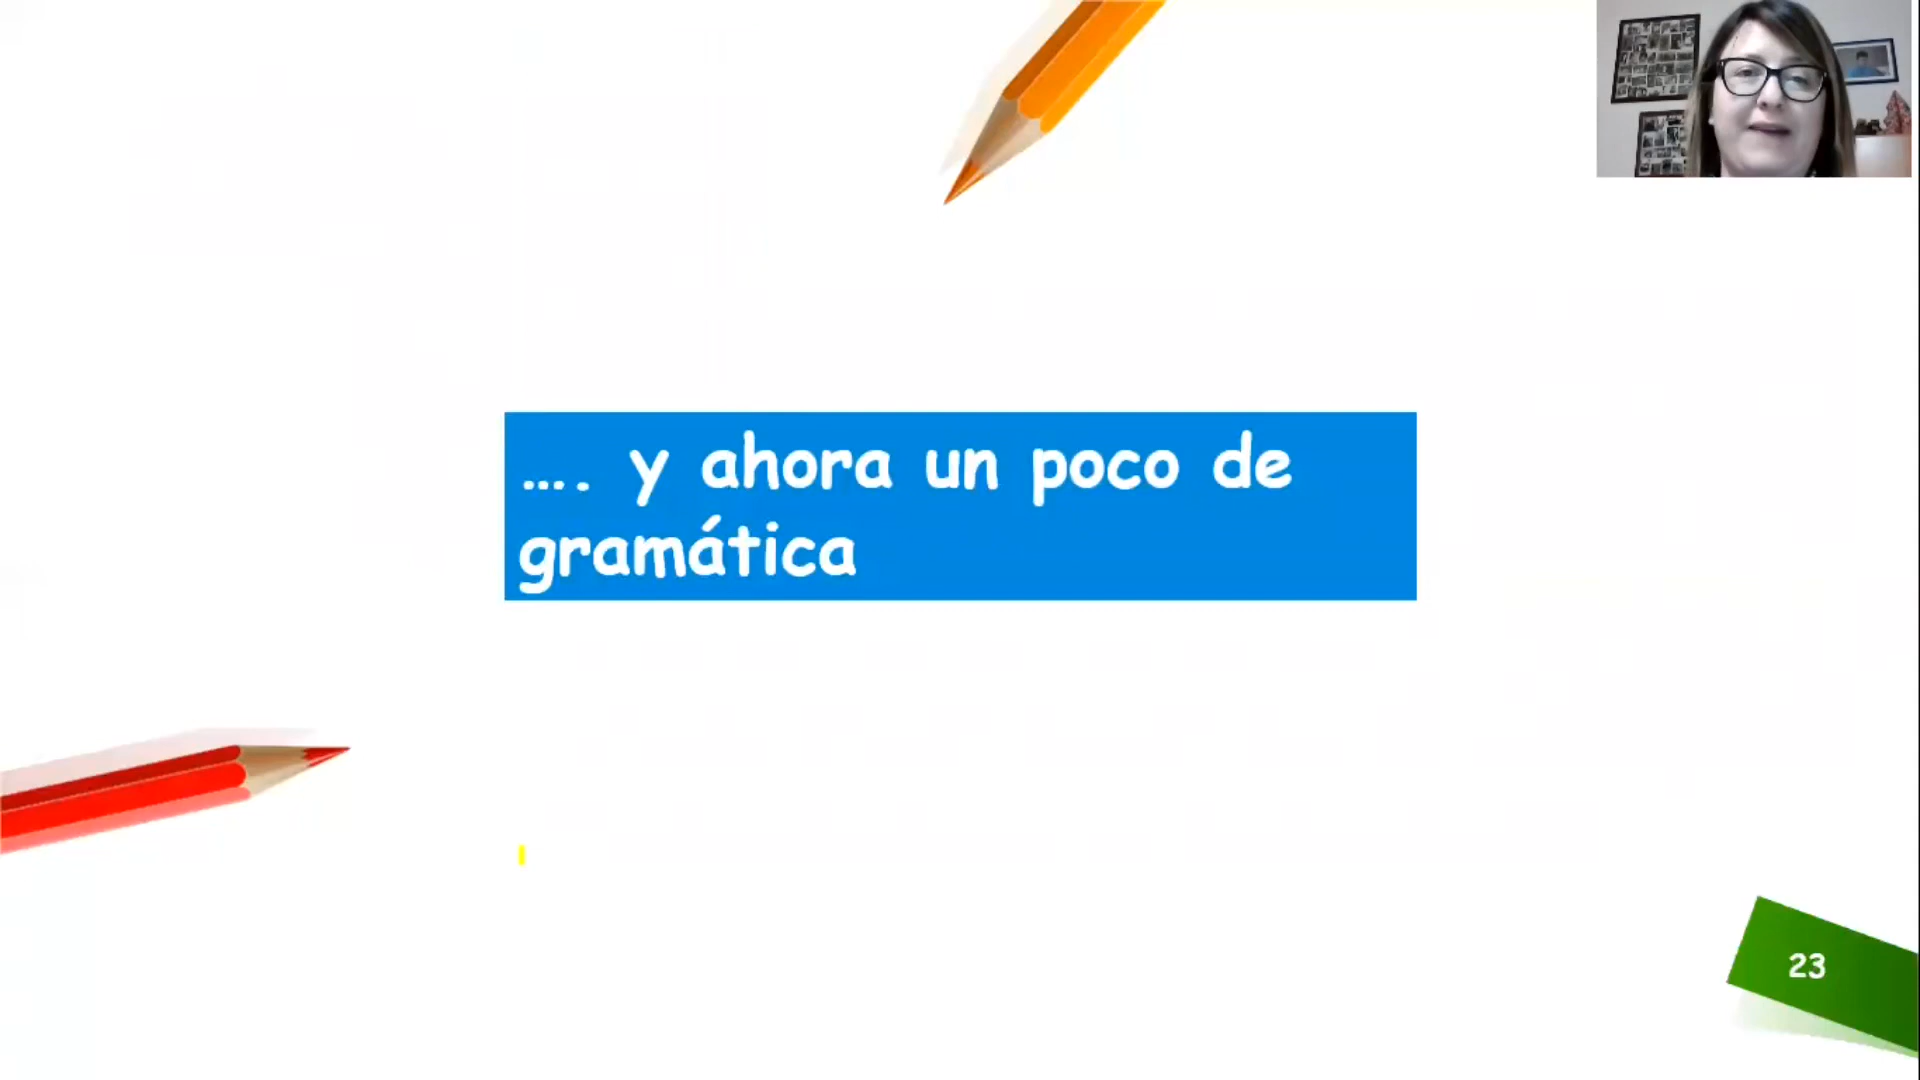 …. y ahora un poco de
gramática
23